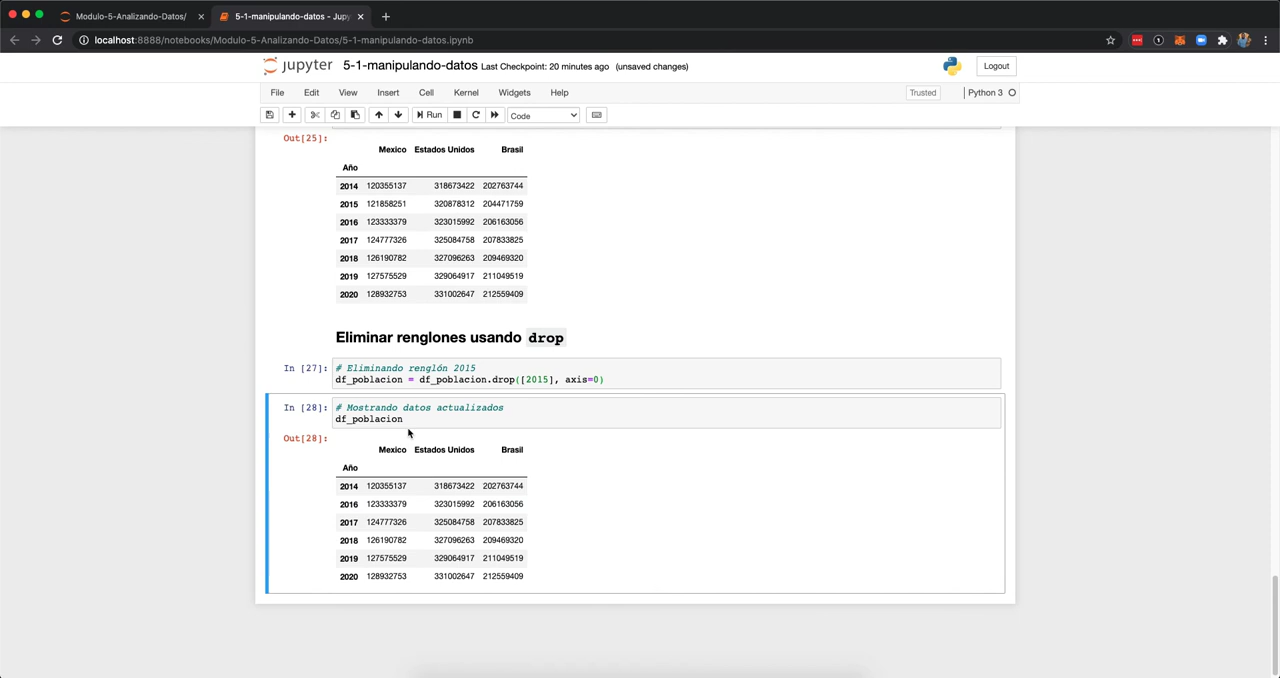 Modulo-5-Analizando-Datos/
5-1-manipulando-datos - Jup
localhost:8888/notebooks/Modulo-5-Analizando-Datos/5-1-manipulando-datos.ipynb
jupyter 5-1-manipulando-datos Last Checkpoint: 20 minutes ago (unsaved changes)
Logout
File Edit View Insert Cell Kernel Widgets Help
Trusted
Python 3
Run
Code
Out[25]:
Mexico Estados Unidos Brasil
Año
2014 120355137 318673422 202763744
2015 121858251 320878312 204471759
2016 123333379 323015992 206163056
2017 124777326 325084758 207833825
2018 126190782 327096263 209469320
2019 127575529 329064917 211049519
2020 128932753 331002647 212559409
Eliminar renglones usando drop
In [27]: # Eliminando renglón 2015
df_poblacion = df_poblacion.drop([2015], axis=0)
In [28]: # Mostrando datos actualizados
df_poblacion
Out[28]:
Mexico Estados Unidos Brasil
Año
2014 120355137 318673422 202763744
2016 123333379 323015992 206163056
2017 124777326 325084758 207833825
2018 126190782 327096263 209469320
2019 127575529 329064917 211049519
2020 128932753 331002647 212559409